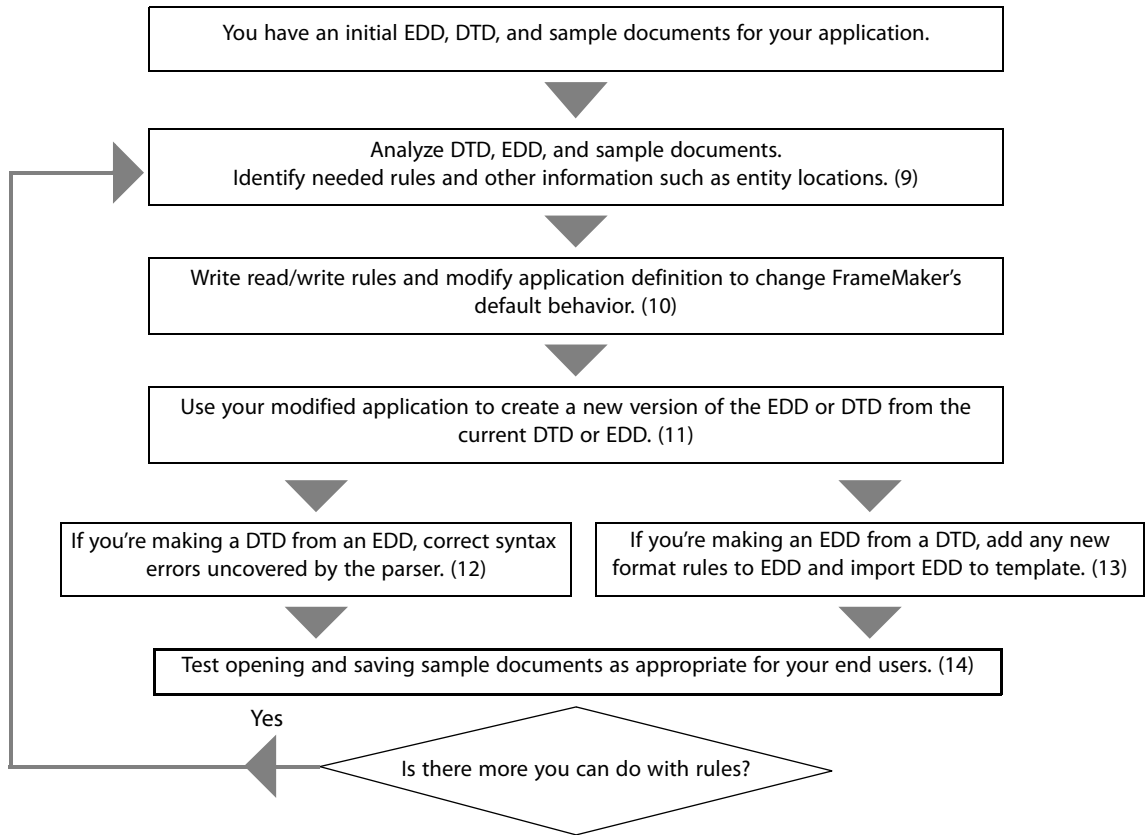 You have an initial EDD, DTD, and sample documents for your application.
Analyze DTD, EDD, and sample documents.
Identify needed rules and other information such as entity locations. (9)
Write read/write rules and modify application definition to change FrameMaker’s
default behavior. (10)
Use your modified application to create a new version of the EDD or DTD from the
current DTD or EDD. (11)
If you’re making a DTD from an EDD, correct syntax
errors uncovered by the parser. (12)
If you’re making an EDD from a DTD, add any new
format rules to EDD and import EDD to template. (13)
Test opening and saving sample documents as appropriate for your end users. (14)
Yes
Is there more you can do with rules?